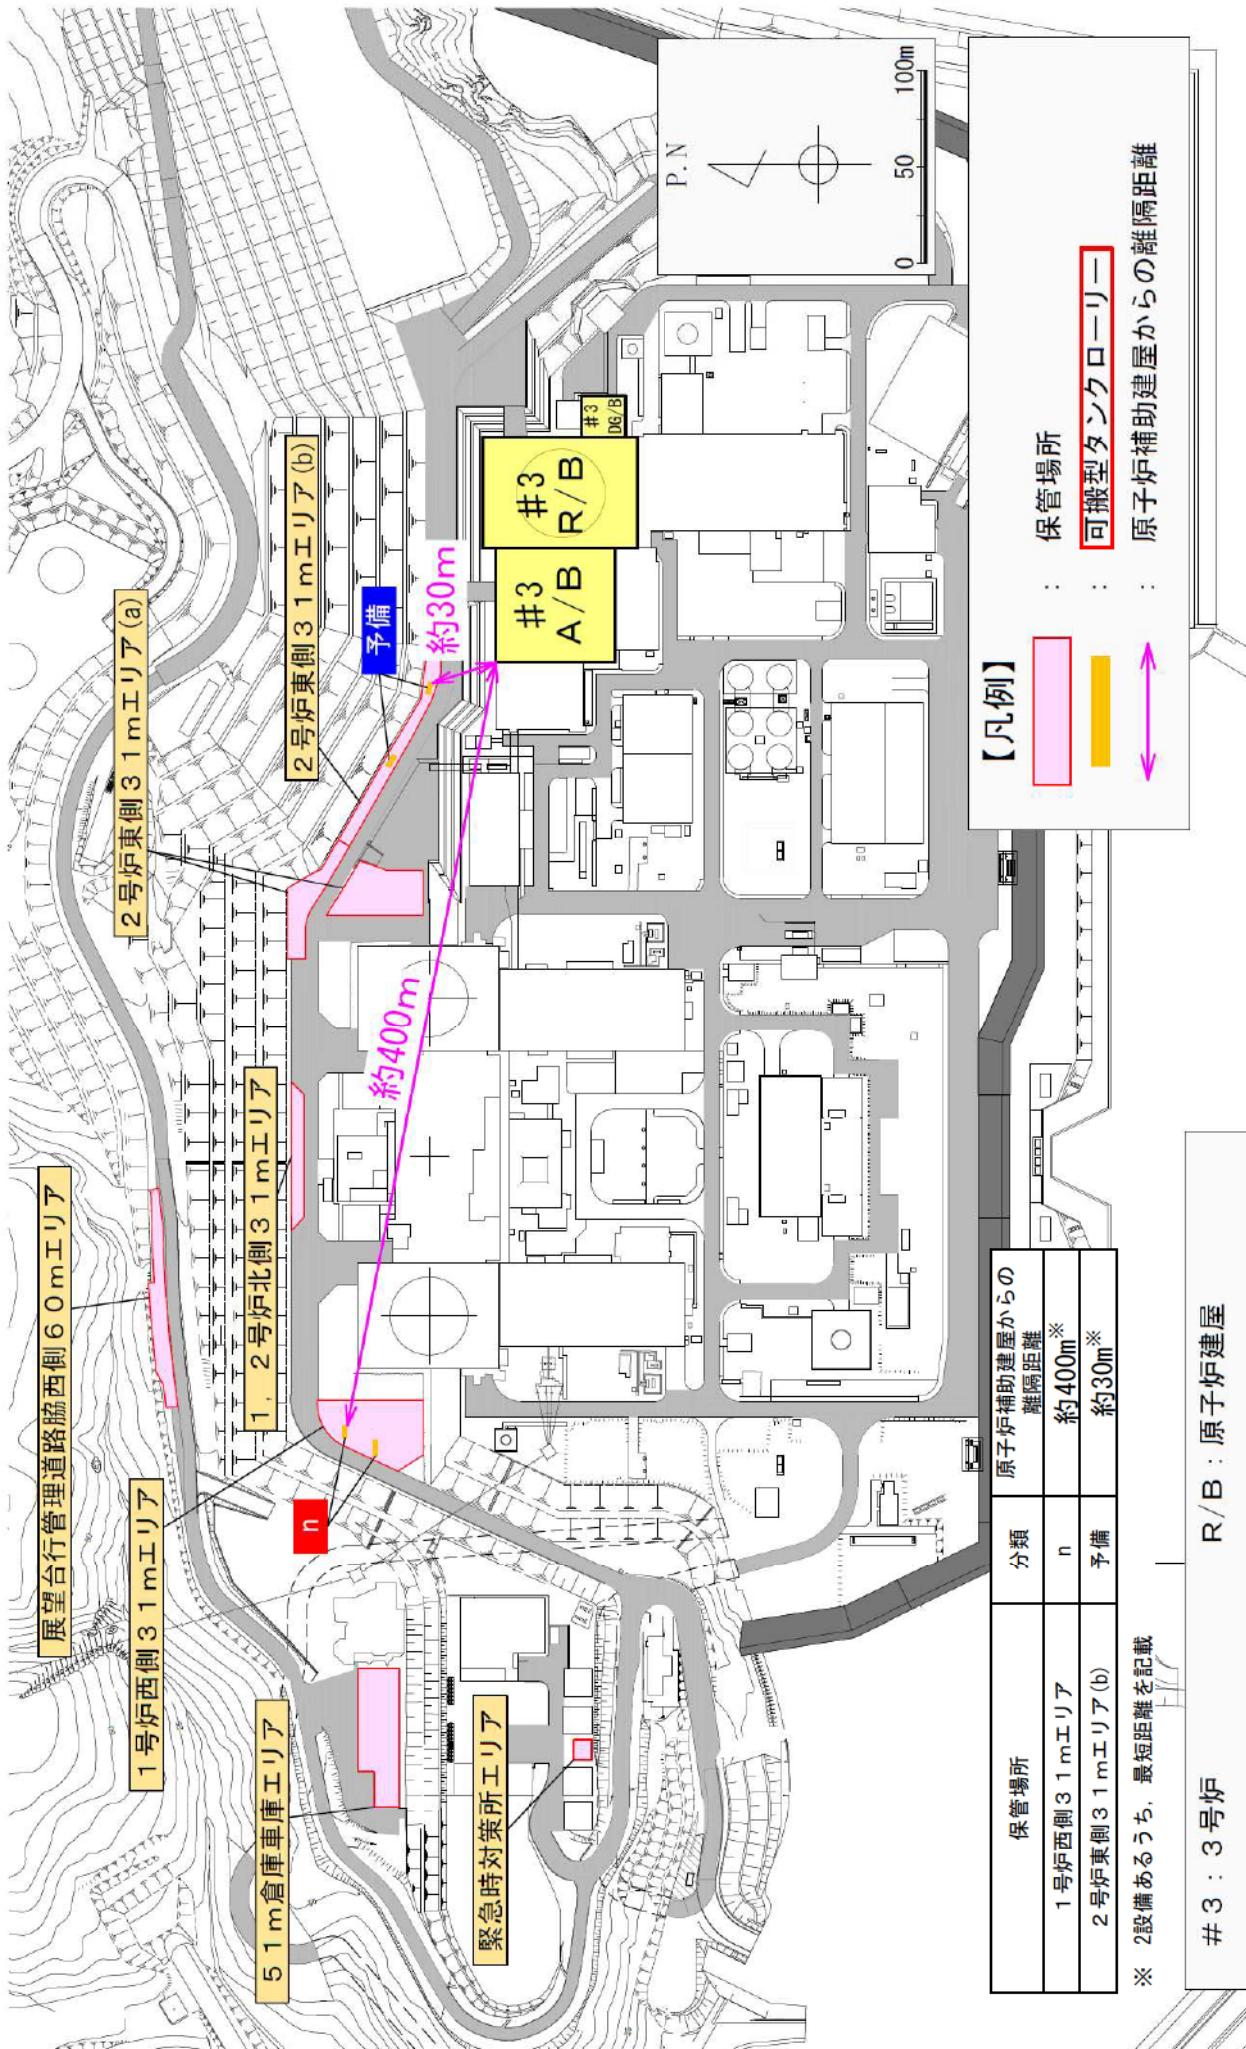 展望台行管理道路脇西側６０ｍエリア
１号炉西側３１ｍエリア
５１ｍ倉庫車庫エリア
緊急時対策所エリア
１，２号炉北側３１ｍエリア
２号炉東側３１ｍエリア(a)
２号炉東側３１ｍエリア(b)
n
予備
約400m
約30m
#3
A/B
#3
R/B
#3
DG/B
P.N
0 50 100m
【凡例】
： 保管場所
： 可搬型タンクローリー
： 原子炉補助建屋からの離隔距離
保管場所 分類 原子炉補助建屋からの
離隔距離
１号炉西側３１ｍエリア n 約400m※
２号炉東側３１ｍエリア(b) 予備 約30m※
※ 2設備あるうち，最短距離を記載
＃３：３号炉 R/B：原子炉建屋